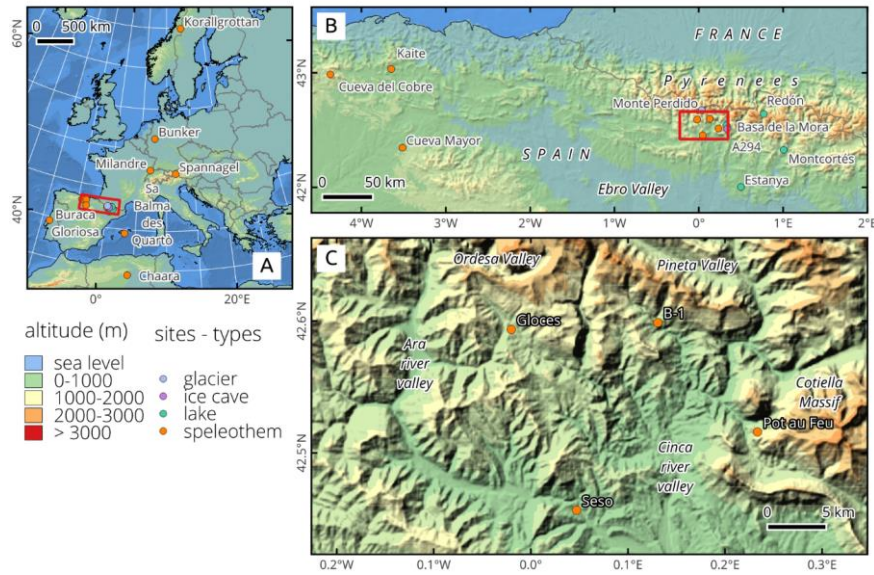 0 500 km
Korallgrottan
60°N
40°N
Bunker
Milandre
Spannagel
Sa
Balma
des
Quartó
Buraca
Gloriosa
Chaara
A
0°E
20°E
altitude (m)
sea level
0-1000
1000-2000
2000-3000
> 3000
sites - types
glacier
ice cave
lake
speleothem
B
FRANCE
43°N
42°N
Kaite
Cueva del Cobre
Pyrenees
Monte Perdido
Redón
Basa de la Mora
Cueva Mayor
A294
SPAIN
Montcortés
Estanya
Ebro Valley
0 50 km
4°W
3°W
2°W
1°W
0°
1°E
2°E
C
Ordesa Valley
Pineta Valley
42.6°N
Gloces
B-1
Ara
river
valley
Cotiella
Massif
Pot au Feu
42.5°N
Cinca
river
valley
Seso
0 5 km
0.2°W
0.1°W
0.0°
0.1°E
0.2°E
0.3°E